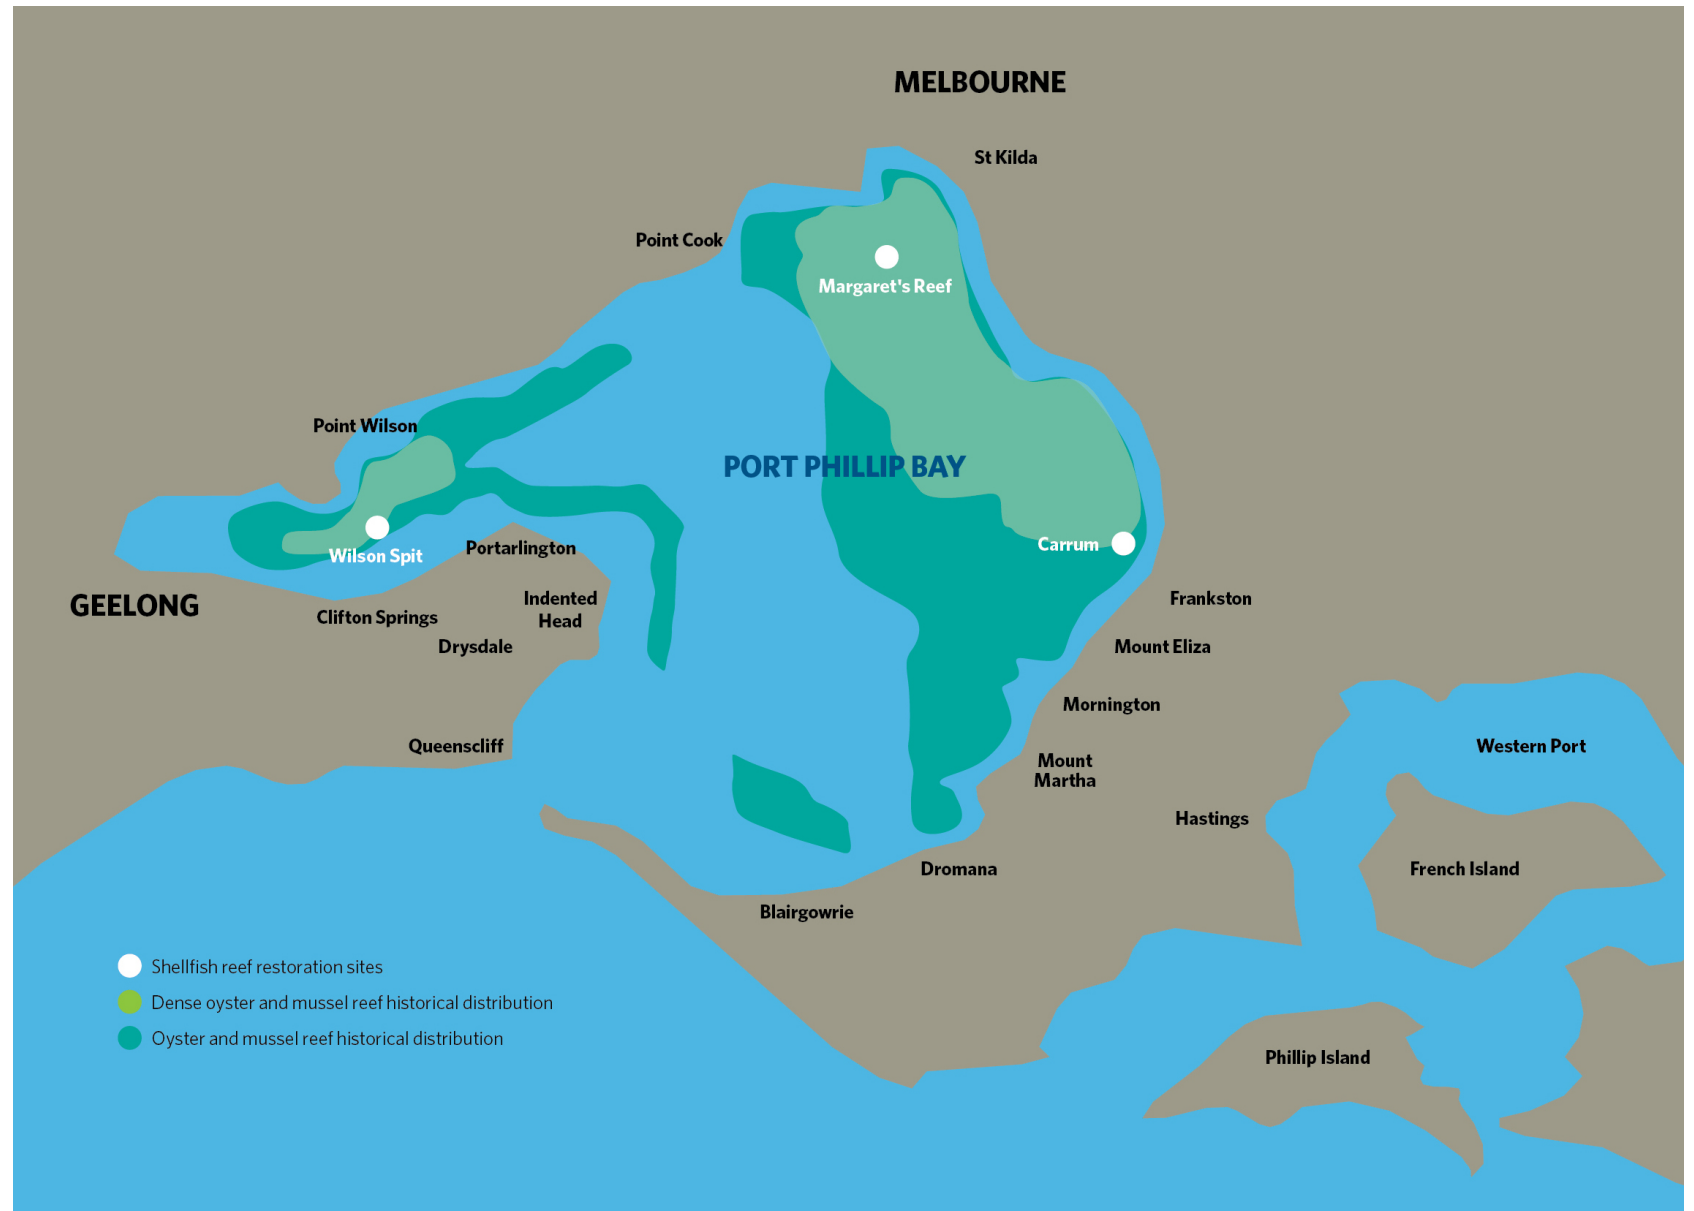 MELBOURNE
St Kilda
Point Cook
Margaret's Reef
Point Wilson
PORT PHILLIP BAY
Carrum
Wilson Spit
Portarlington
GEELONG
Indented
Head
Frankston
Clifton Springs
Drysdale
Mount Eliza
Mornington
Queenscliff
Western Port
Mount
Martha
Hastings
Dromana
French Island
Blairgowrie
Shellfish reef restoration sites
Dense oyster and mussel reef historical distribution
Oyster and mussel reef historical distribution
Phillip Island